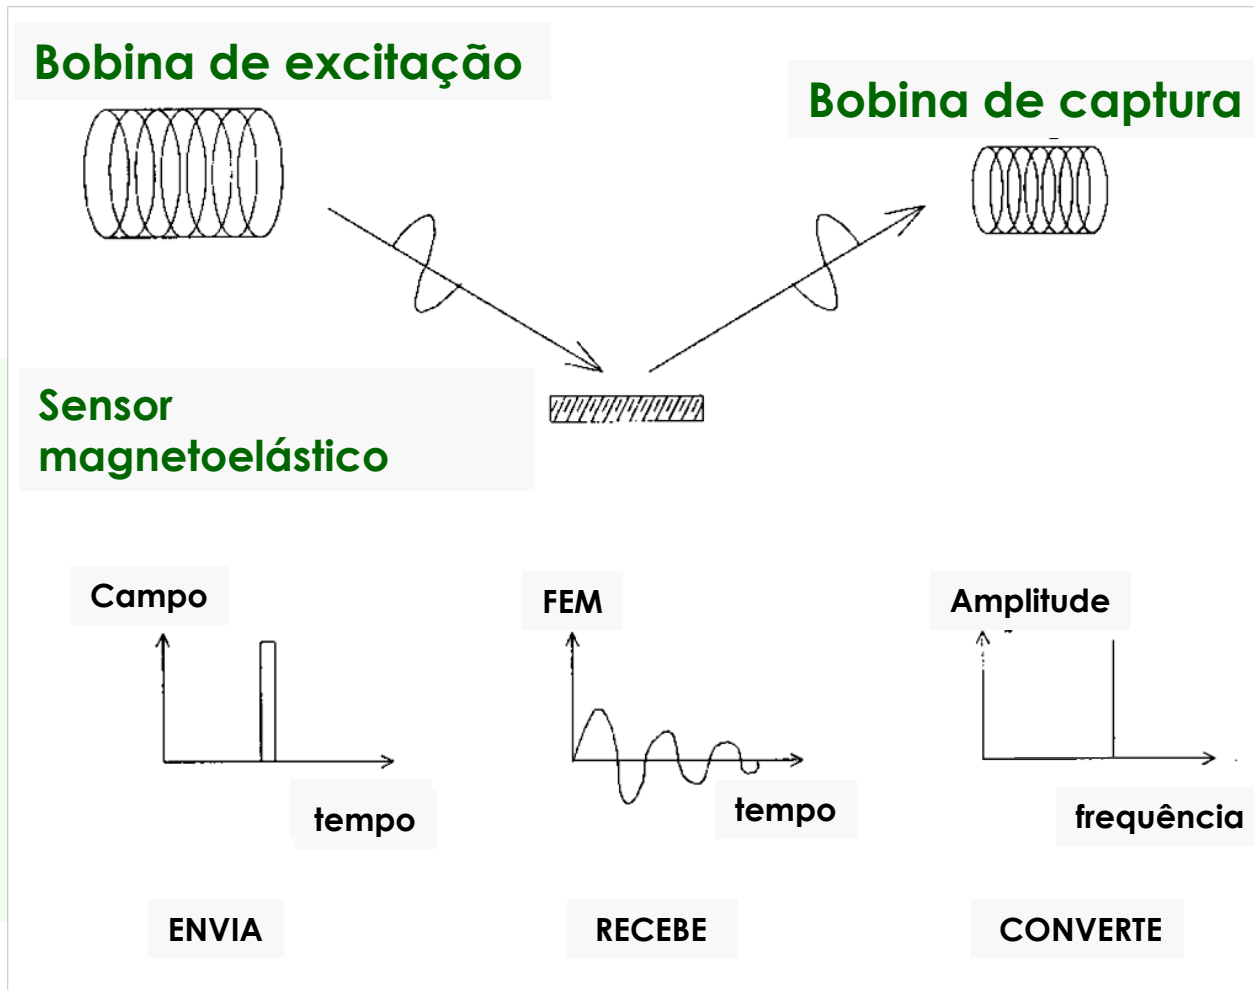 Bobina de excitação
Bobina de captura
Sensor
magnetoelástico
Campo
FEM
Amplitude
tempo
tempo
frequência
ENVIA
RECEBE
CONVERTE